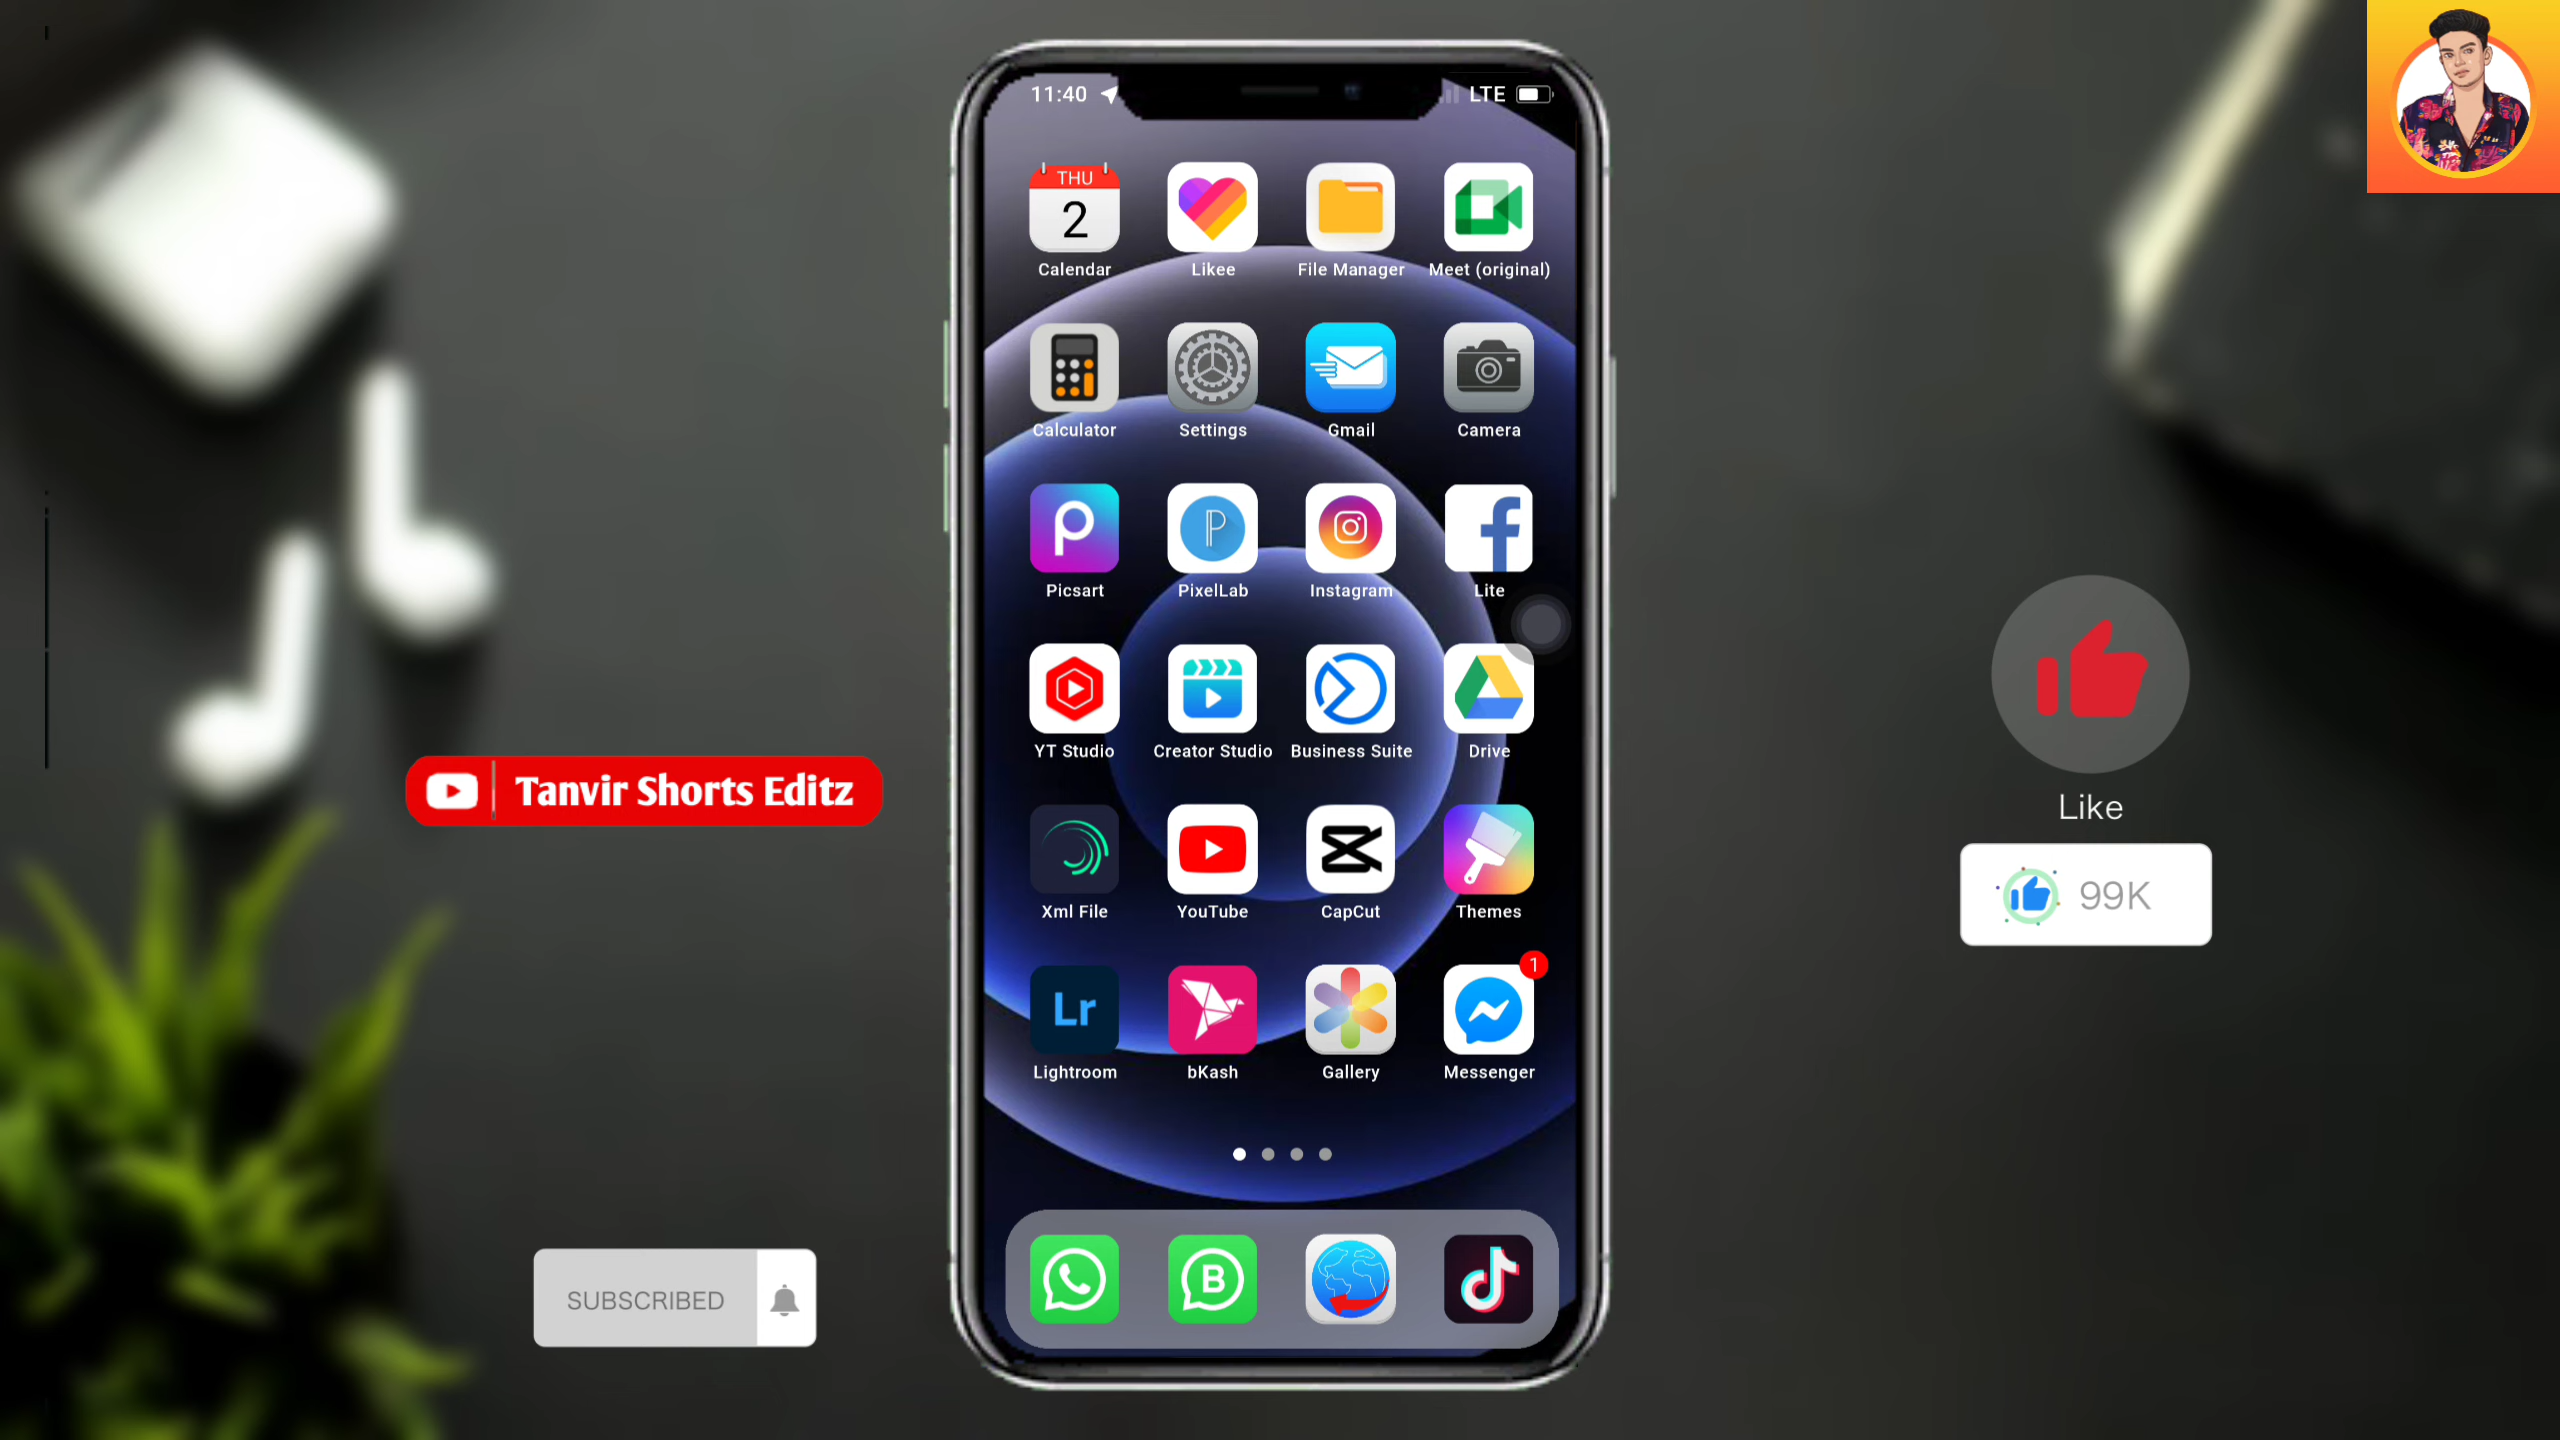 11:40
LTE
THU
2
Calendar
Likee
File Manager
Meet (original)
Calculator
Settings
Gmail
Camera
Picsart
PixelLab
Instagram
Lite
YT Studio
Creator Studio
Business Suite
Drive
Tanvir Shorts Editz
Like
99K
Xml File
YouTube
CapCut
Themes
1
Lr
Lightroom
bKash
Gallery
Messenger
B
SUBSCRIBED